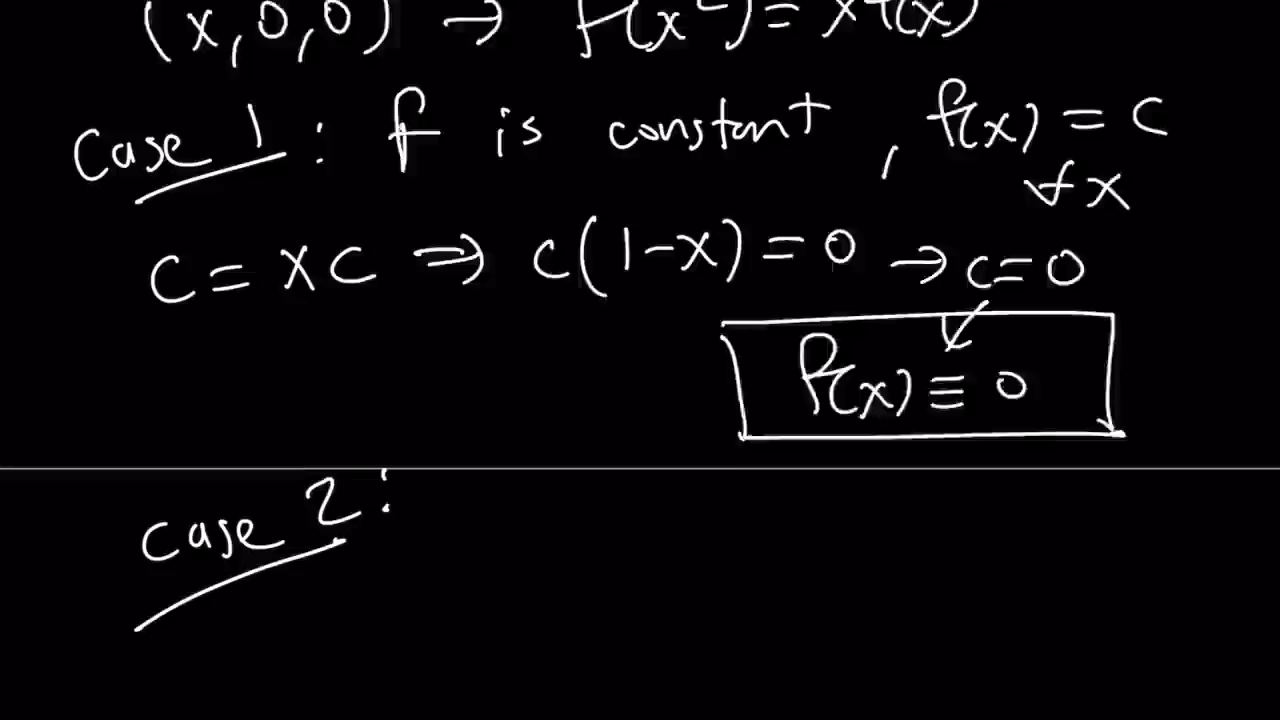 (x,0,0) → f(x²) = xf(x)
Case 1 : f is constant , f(x) = c
∀x
c = xc ⇒ c(1-x) = 0 → c = 0
f(x) ≡ 0
Case 2 :